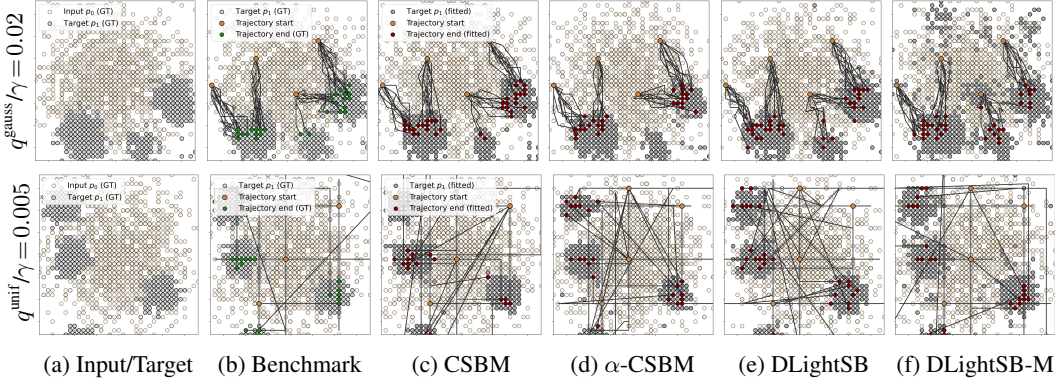 q^gauss/γ = 0.02
Input p₀ (GT)
Target p₁ (GT)
Target p₁ (GT)
Trajectory start
Trajectory end (GT)
Target p₁ (fitted)
Trajectory start
Trajectory end (fitted)
q^unif/γ = 0.005
Input p₀ (GT)
Target p₁ (GT)
Target p₁ (GT)
Trajectory start
Trajectory end (GT)
Target p₁ (fitted)
Trajectory start
Trajectory end (fitted)
(a) Input/Target
(b) Benchmark
(c) CSBM
(d) α-CSBM
(e) DLightSB
(f) DLightSB-M